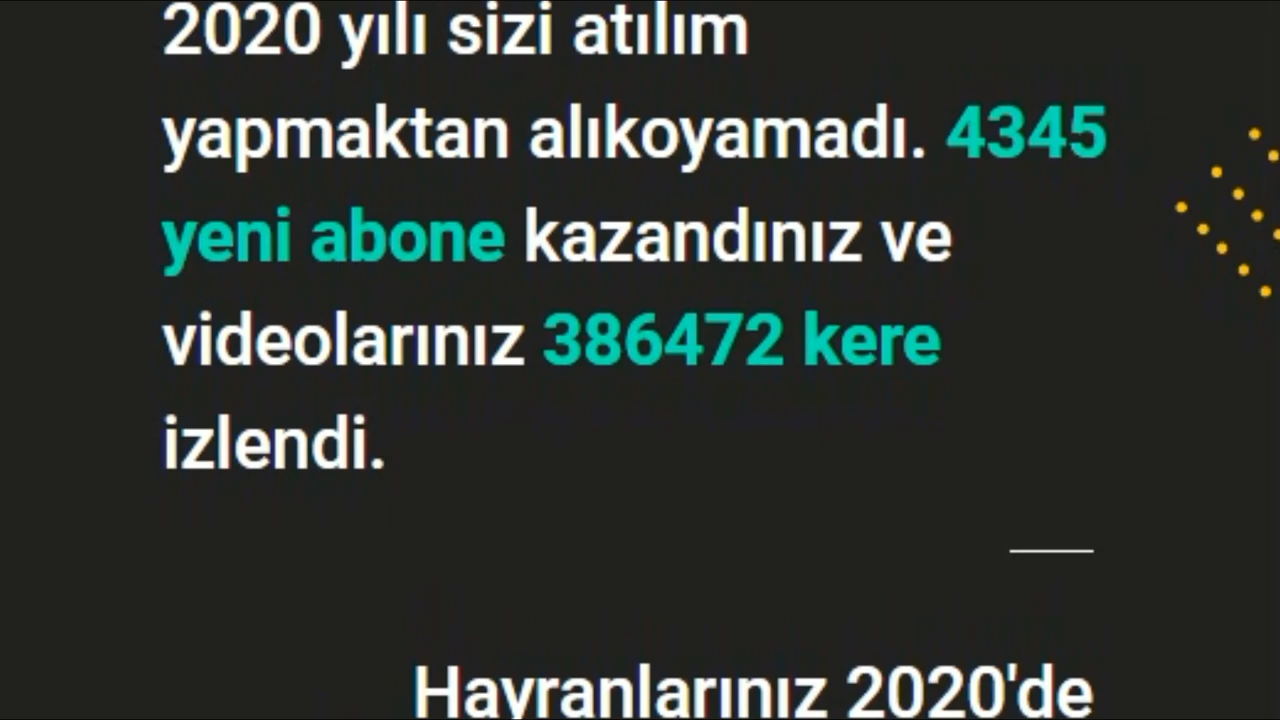 2020 yılı sizi atılım
yapmaktan alıkoyamadı. 4345
yeni abone kazandınız ve
videolarınız 386472 kere
izlendi.
Hayranlarınız 2020'de